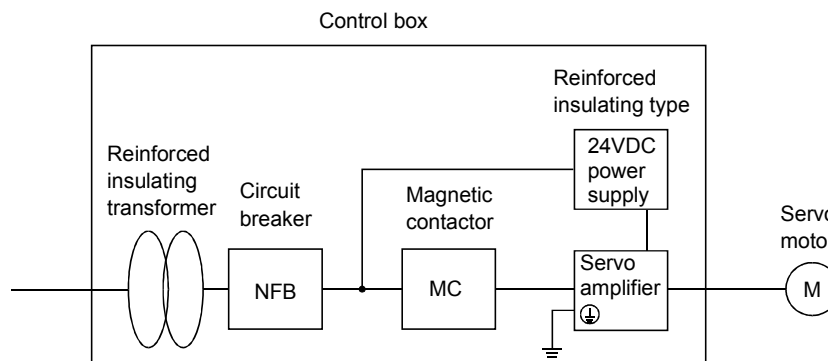 Control box
Reinforced
insulating type
24VDC
power
supply
Reinforced
insulating
transformer
Circuit
breaker
Magnetic
contactor
NFB
MC
Servo
amplifier
Servo
motor
M